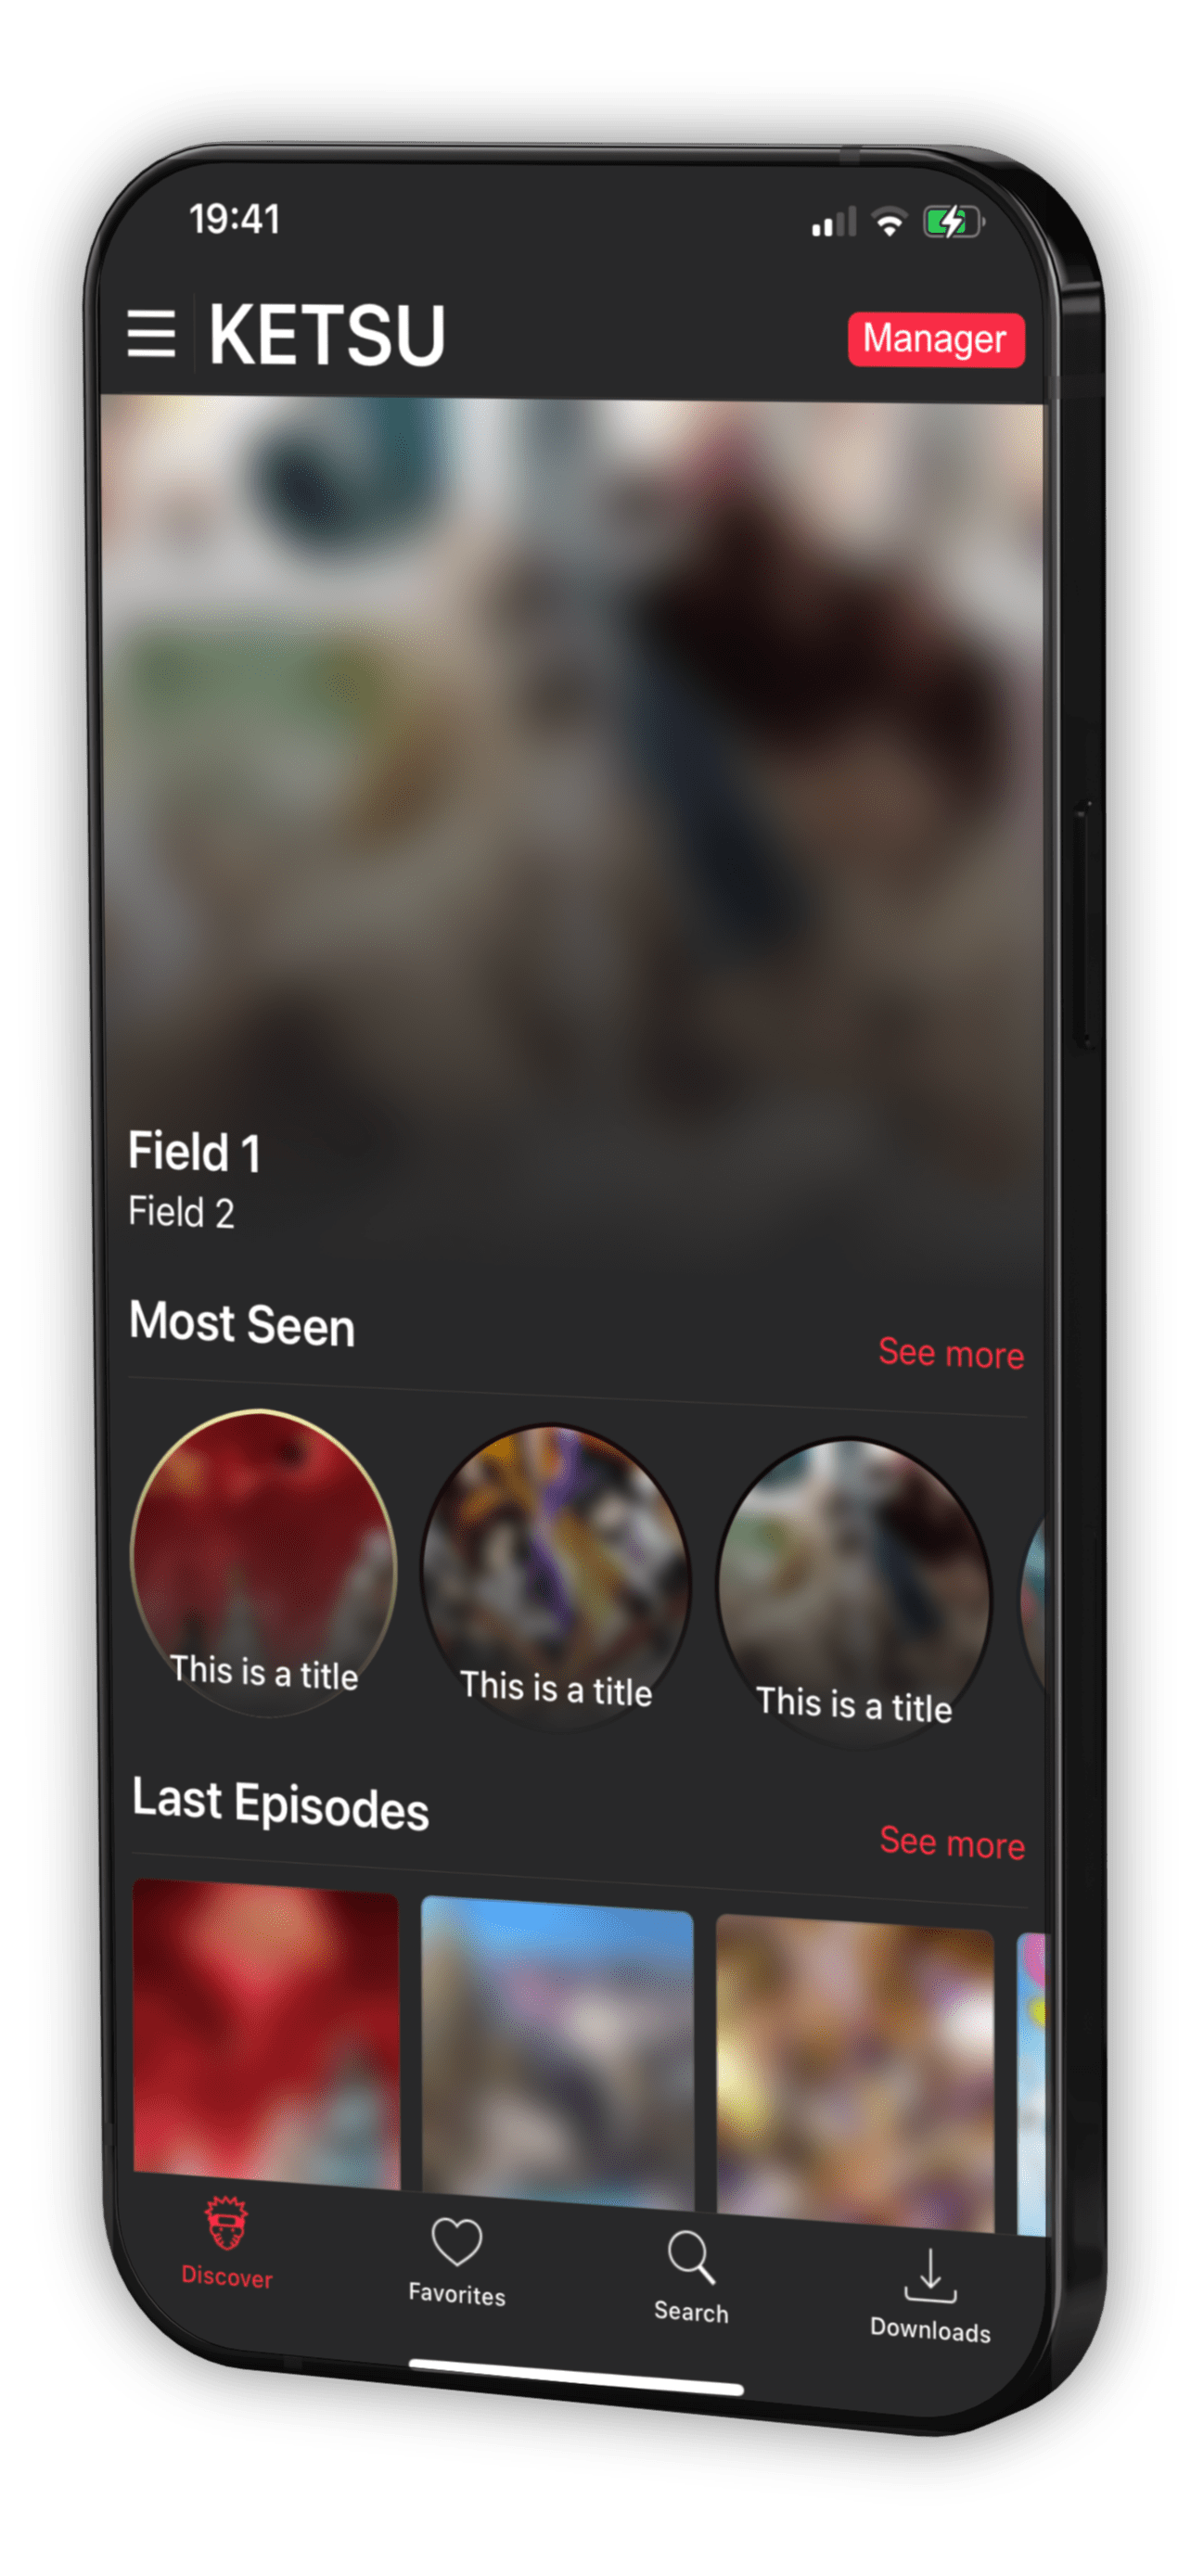 19:41
KETSU
Manager
Field 1
Field 2
Most Seen
See more
This is a title
This is a title
This is a title
Last Episodes
See more
Discover
Favorites
Search
Downloads